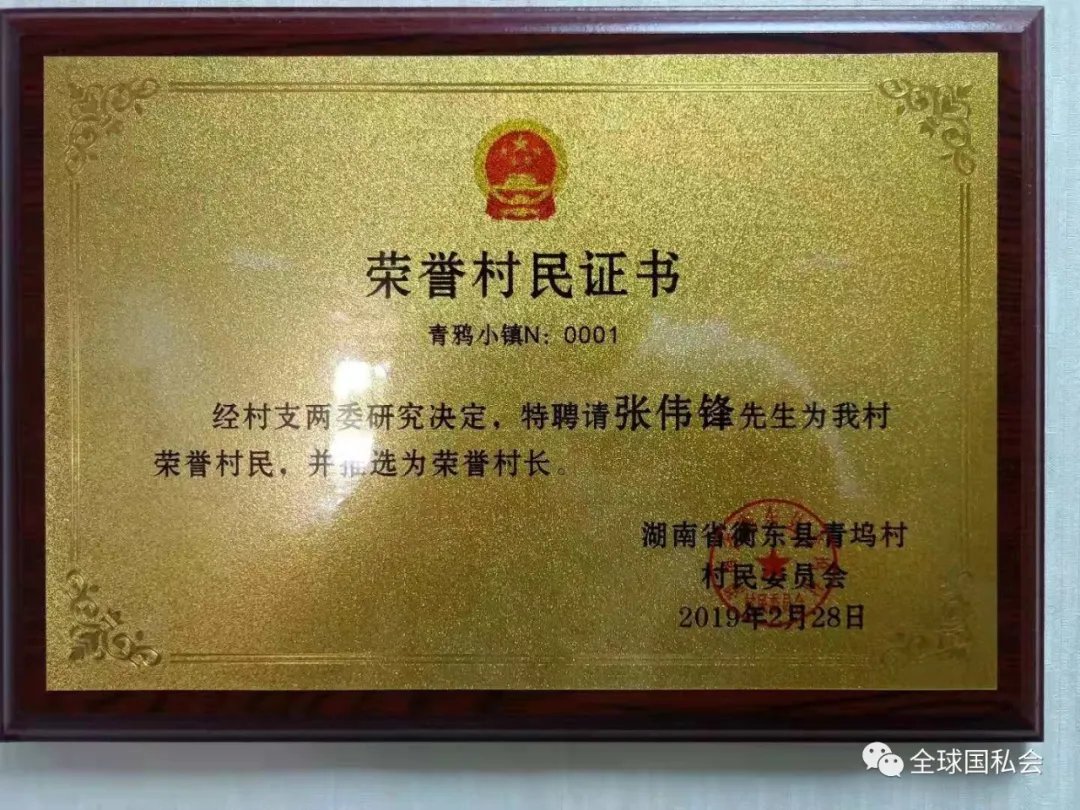 荣誉村民证书
青鸦小镇N：0001
经村支两委研究决定，特聘请张伟锋先生为我村
荣誉村民，并推选为荣誉村长。
湖南省衡东县青坞村
村民委员会
2019年2月28日
全球国私会